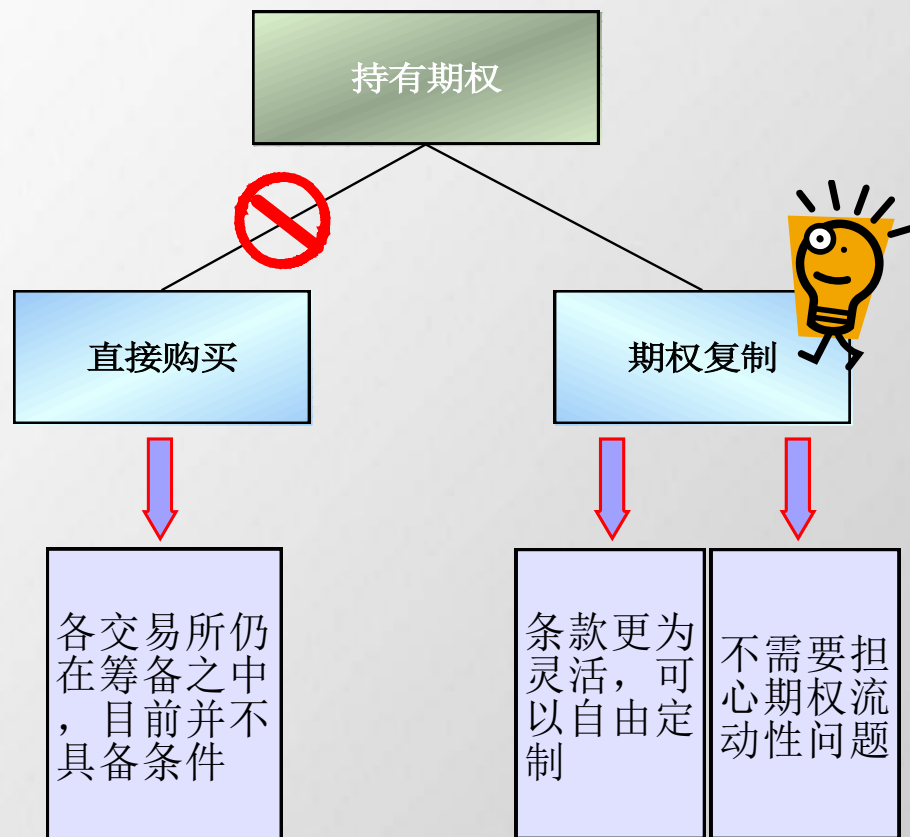 持有期权
直接购买
期权复制
各交易所仍
在筹备之中
，目前并不
具备条件
条款更为
灵活，可
以自由定
制
不需要担
心期权流
动性问题